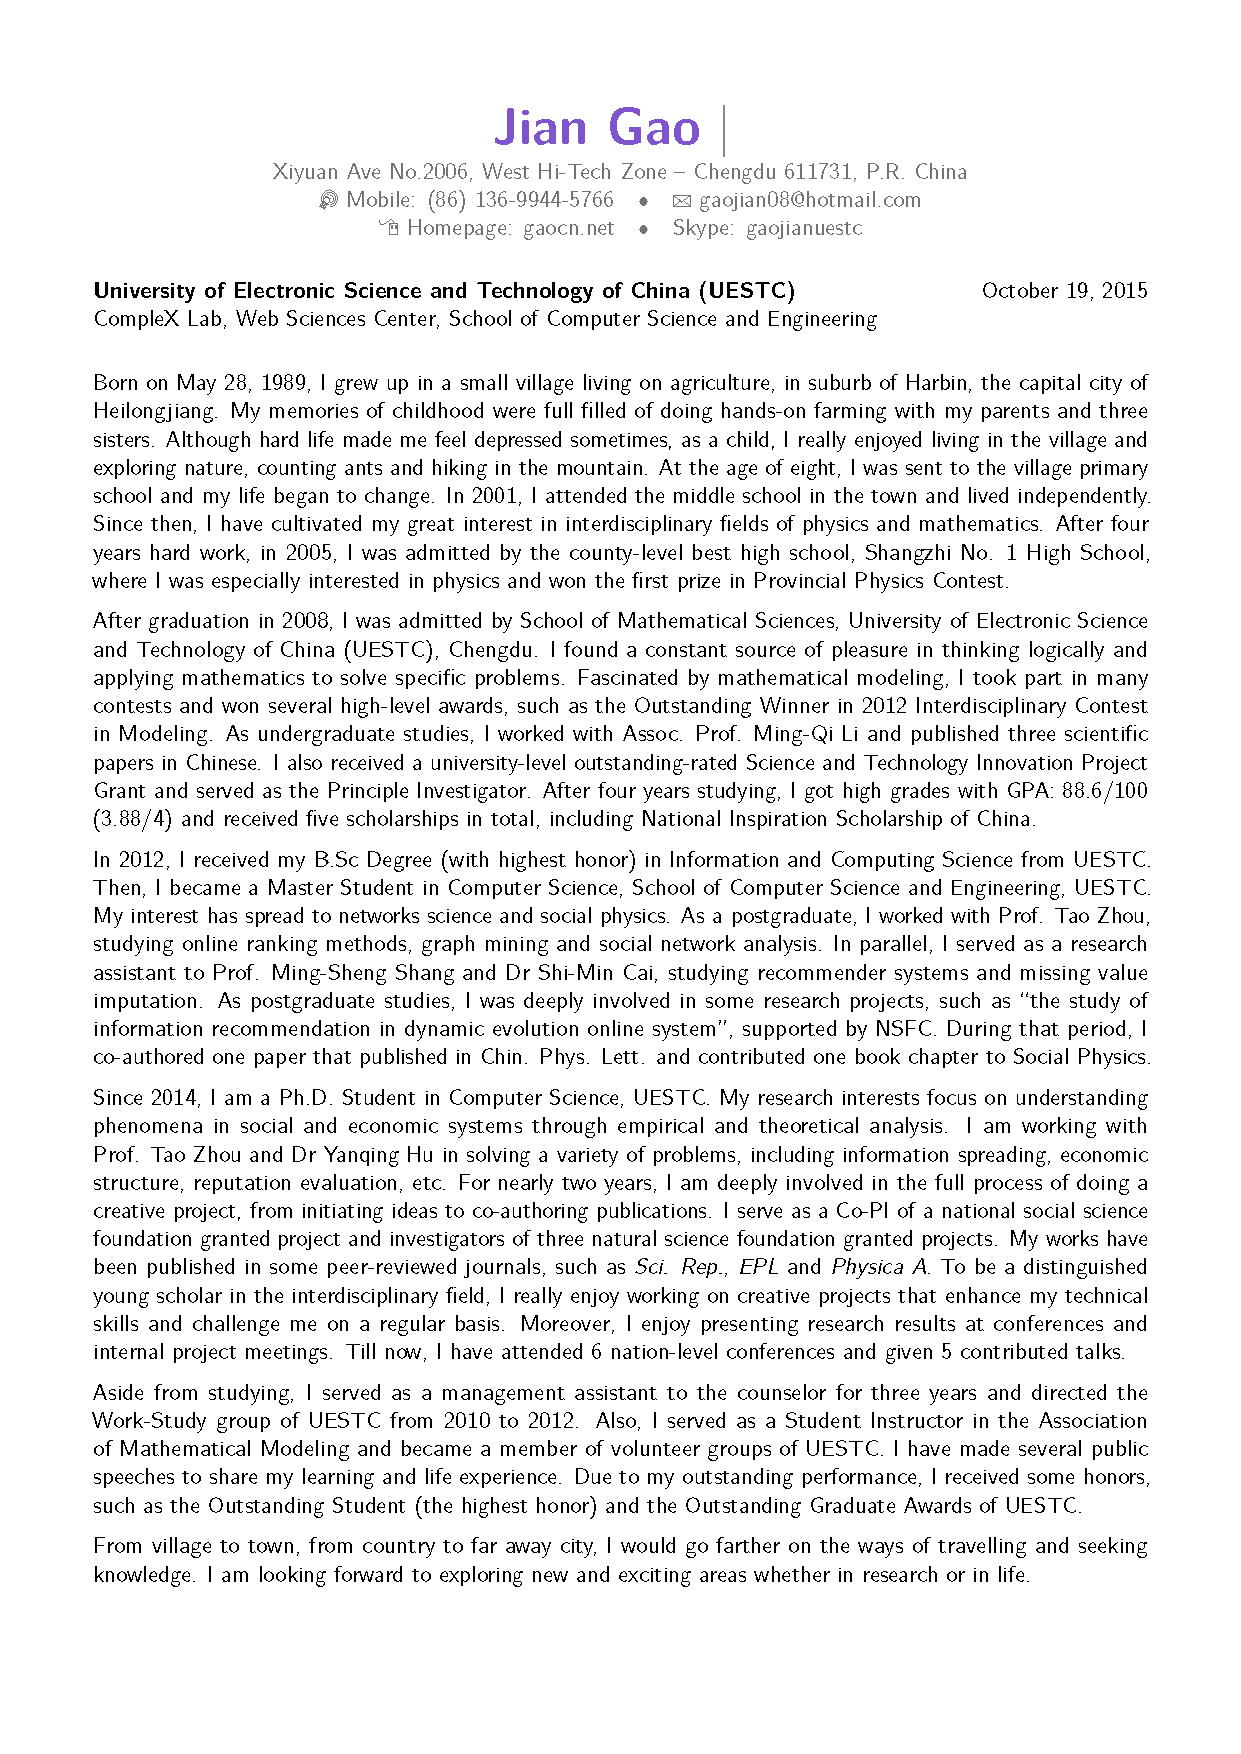 Jian Gao
Xiyuan Ave No.2006, West Hi-Tech Zone – Chengdu 611731, P.R. China
Mobile: (86) 136-9944-5766 • gaojian08@hotmail.com
Homepage: gaocn.net • Skype: gaojianuestc
University of Electronic Science and Technology of China (UESTC) October 19, 2015
CompleX Lab, Web Sciences Center, School of Computer Science and Engineering
Born on May 28, 1989, I grew up in a small village living on agriculture, in suburb of Harbin, the capital city of
Heilongjiang. My memories of childhood were full filled of doing hands-on farming with my parents and three
sisters. Although hard life made me feel depressed sometimes, as a child, I really enjoyed living in the village and
exploring nature, counting ants and hiking in the mountain. At the age of eight, I was sent to the village primary
school and my life began to change. In 2001, I attended the middle school in the town and lived independently.
Since then, I have cultivated my great interest in interdisciplinary fields of physics and mathematics. After four
years hard work, in 2005, I was admitted by the county-level best high school, Shangzhi No. 1 High School,
where I was especially interested in physics and won the first prize in Provincial Physics Contest.
After graduation in 2008, I was admitted by School of Mathematical Sciences, University of Electronic Science
and Technology of China (UESTC), Chengdu. I found a constant source of pleasure in thinking logically and
applying mathematics to solve specific problems. Fascinated by mathematical modeling, I took part in many
contests and won several high-level awards, such as the Outstanding Winner in 2012 Interdisciplinary Contest
in Modeling. As undergraduate studies, I worked with Assoc. Prof. Ming-Qi Li and published three scientific
papers in Chinese. I also received a university-level outstanding-rated Science and Technology Innovation Project
Grant and served as the Principle Investigator. After four years studying, I got high grades with GPA: 88.6/100
(3.88/4) and received five scholarships in total, including National Inspiration Scholarship of China.
In 2012, I received my B.Sc Degree (with highest honor) in Information and Computing Science from UESTC.
Then, I became a Master Student in Computer Science, School of Computer Science and Engineering, UESTC.
My interest has spread to networks science and social physics. As a postgraduate, I worked with Prof. Tao Zhou,
studying online ranking methods, graph mining and social network analysis. In parallel, I served as a research
assistant to Prof. Ming-Sheng Shang and Dr Shi-Min Cai, studying recommender systems and missing value
imputation. As postgraduate studies, I was deeply involved in some research projects, such as “the study of
information recommendation in dynamic evolution online system”, supported by NSFC. During that period, I
co-authored one paper that published in Chin. Phys. Lett. and contributed one book chapter to Social Physics.
Since 2014, I am a Ph.D. Student in Computer Science, UESTC. My research interests focus on understanding
phenomena in social and economic systems through empirical and theoretical analysis. I am working with
Prof. Tao Zhou and Dr Yanqing Hu in solving a variety of problems, including information spreading, economic
structure, reputation evaluation, etc. For nearly two years, I am deeply involved in the full process of doing a
creative project, from initiating ideas to co-authoring publications. I serve as a Co-PI of a national social science
foundation granted project and investigators of three natural science foundation granted projects. My works have
been published in some peer-reviewed journals, such as Sci. Rep., EPL and Physica A. To be a distinguished
young scholar in the interdisciplinary field, I really enjoy working on creative projects that enhance my technical
skills and challenge me on a regular basis. Moreover, I enjoy presenting research results at conferences and
internal project meetings. Till now, I have attended 6 nation-level conferences and given 5 contributed talks.
Aside from studying, I served as a management assistant to the counselor for three years and directed the
Work-Study group of UESTC from 2010 to 2012. Also, I served as a Student Instructor in the Association
of Mathematical Modeling and became a member of volunteer groups of UESTC. I have made several public
speeches to share my learning and life experience. Due to my outstanding performance, I received some honors,
such as the Outstanding Student (the highest honor) and the Outstanding Graduate Awards of UESTC.
From village to town, from country to far away city, I would go farther on the ways of travelling and seeking
knowledge. I am looking forward to exploring new and exciting areas whether in research or in life.